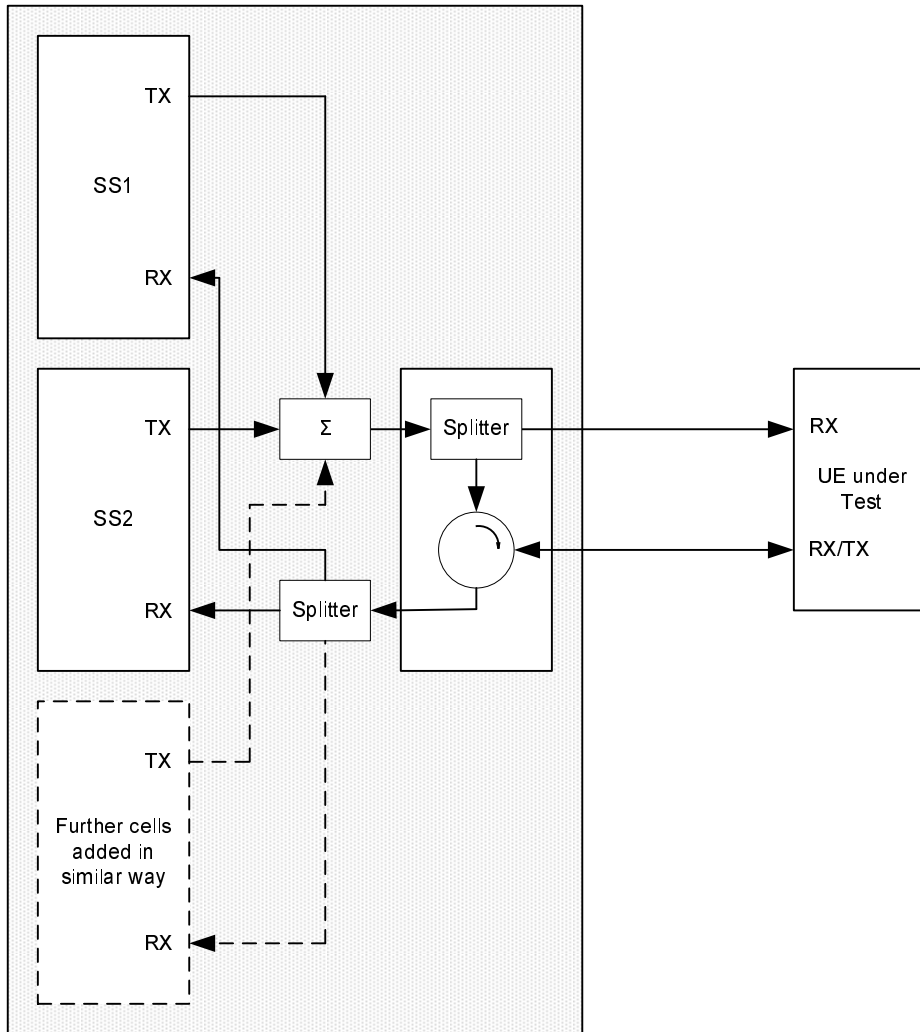 TX
SS1
RX
TX
Σ
Splitter
RX
UE under
Test
SS2
RX/TX
RX
Splitter
TX
Further cells
added in
similar way
RX